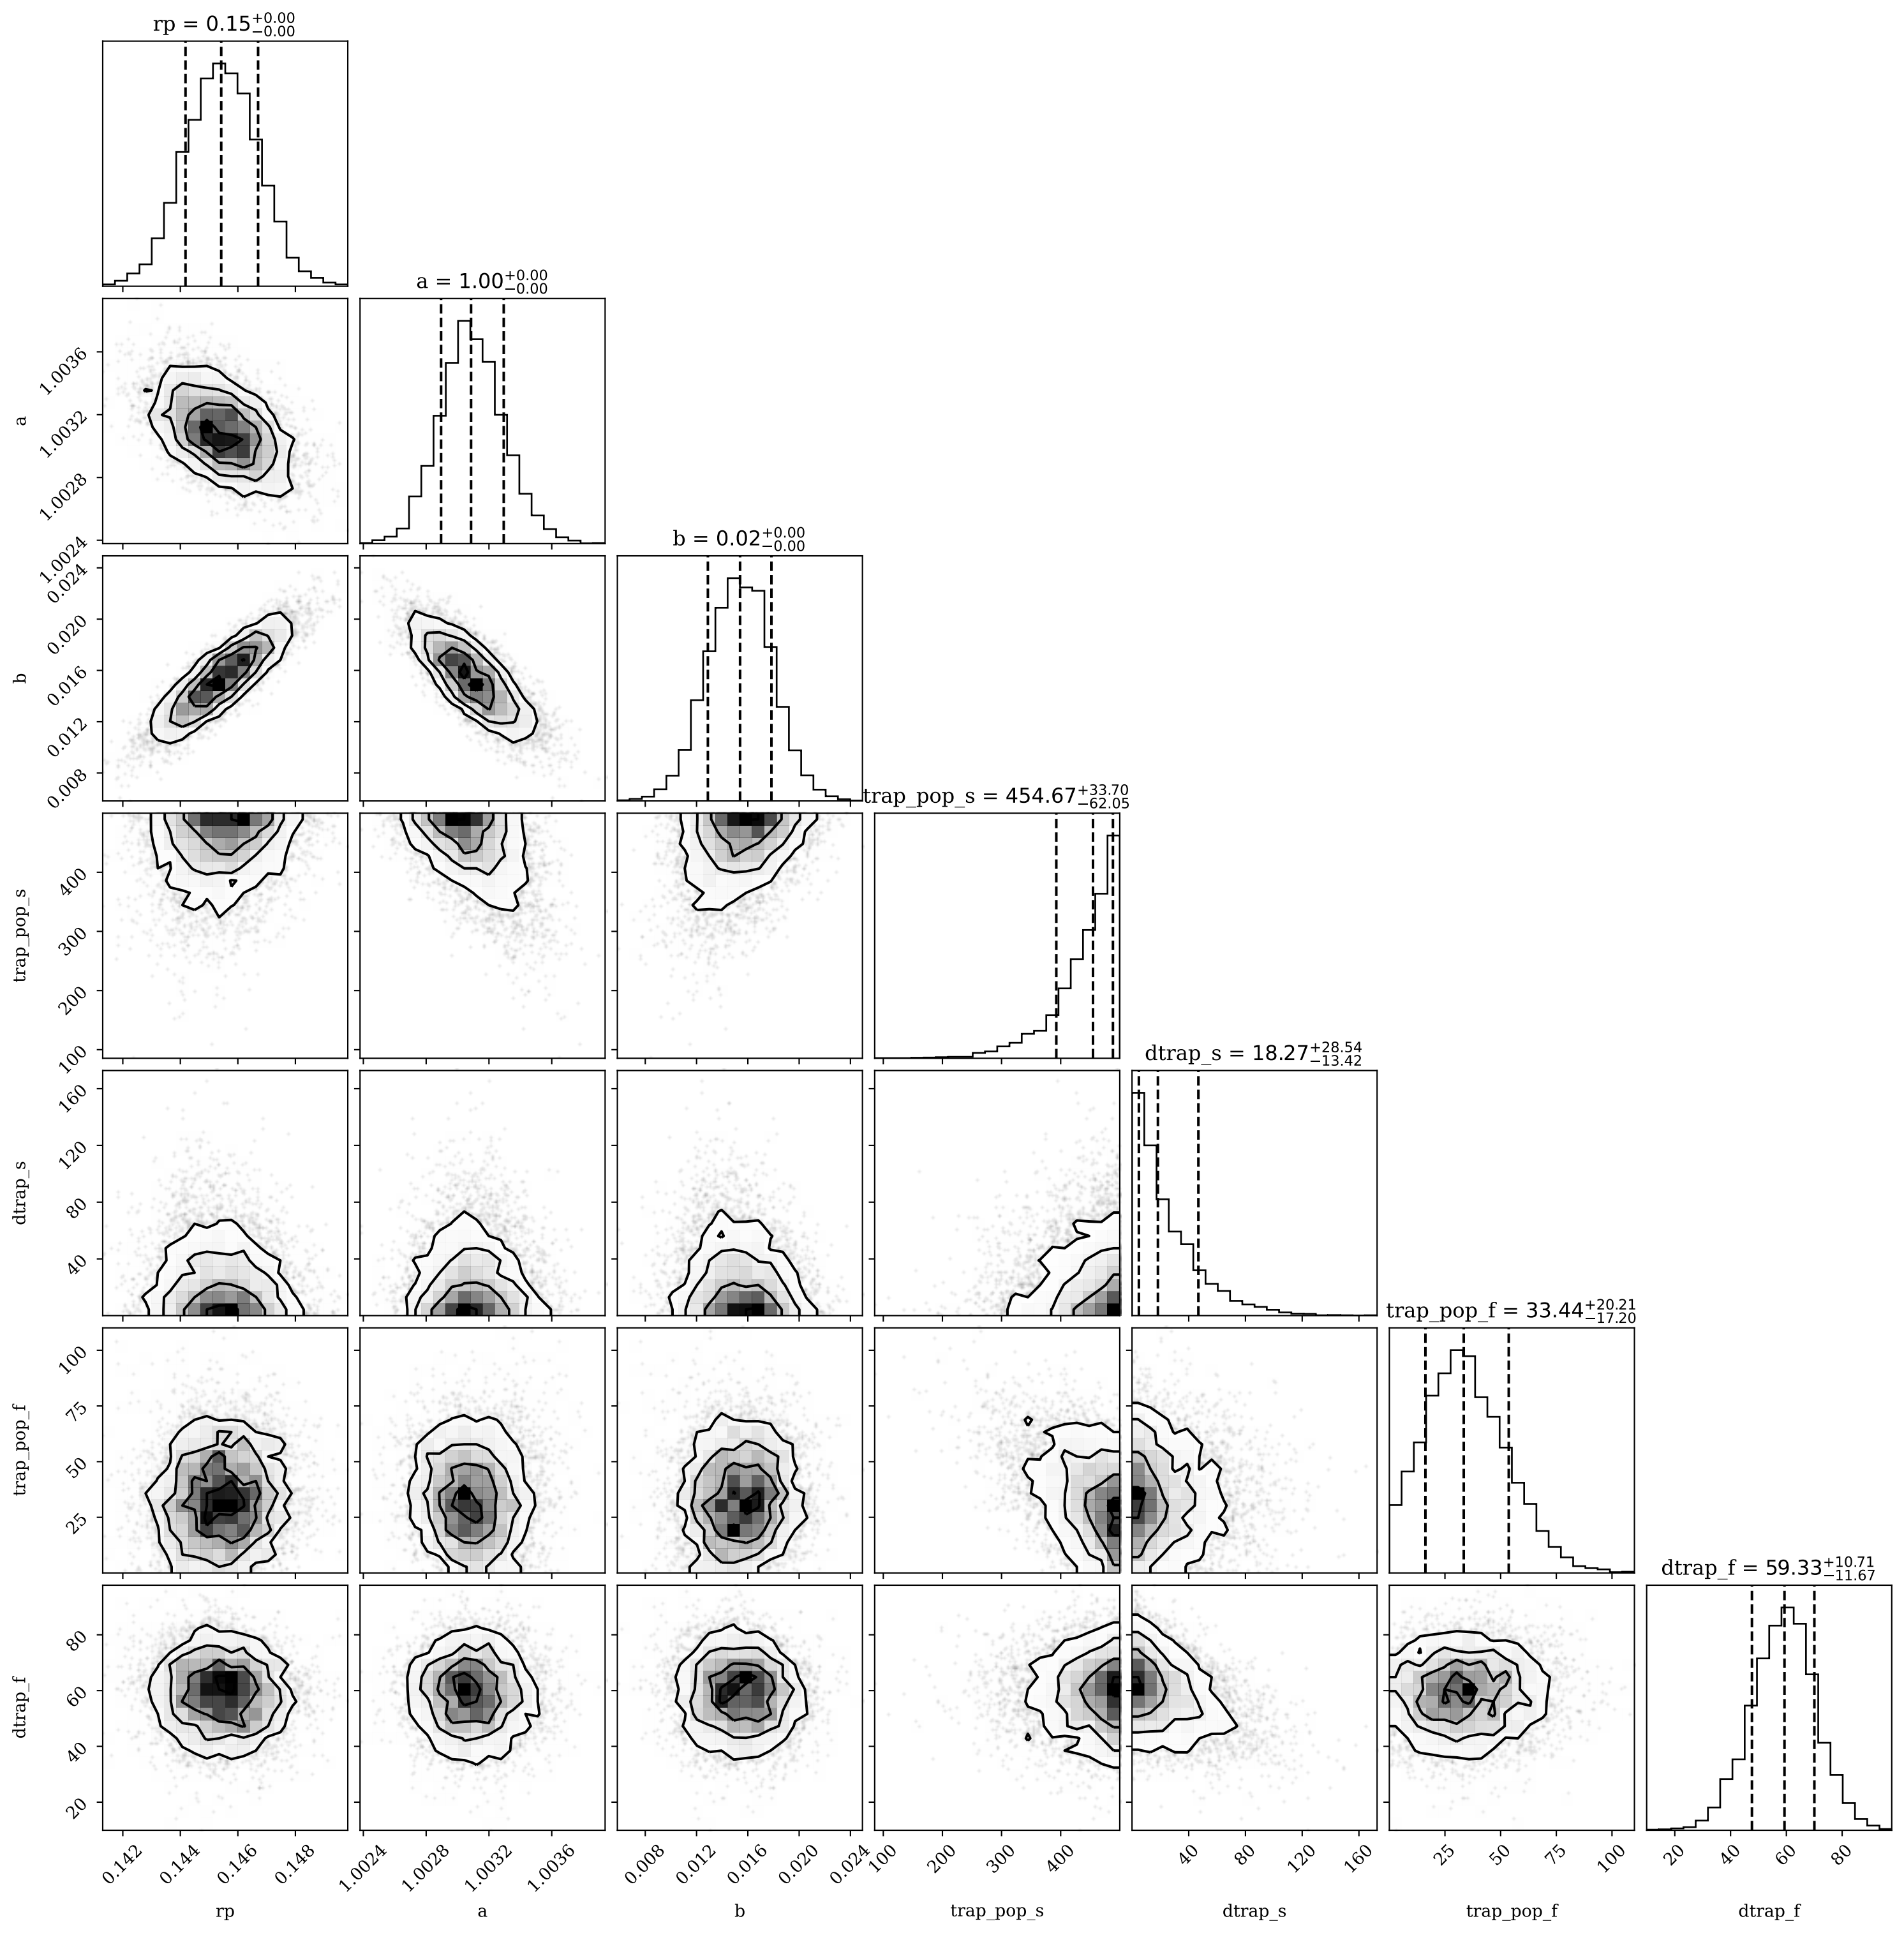 rp = 0.15+0.00−0.00
a = 1.00+0.00−0.00
1.0036
1.0032
1.0028
1.0024
a
b = 0.02+0.00−0.00
0.024
0.020
0.016
0.012
0.008
b
trap_pop_s = 454.67+33.70−62.05
400
300
200
100
trap_pop_s
dtrap_s = 18.27+28.54−13.42
160
120
80
40
dtrap_s
trap_pop_f = 33.44+20.21−17.20
100
75
50
25
trap_pop_f
dtrap_f = 59.33+10.71−11.67
80
60
40
20
dtrap_f
0.142 0.144 0.146 0.148 1.0024 1.0028 1.0032 1.0036 0.008 0.012 0.016 0.020 0.024 100 200 300 400 40 80 120 160 25 50 75 100 20 40 60 80
rp a b trap_pop_s dtrap_s trap_pop_f dtrap_f